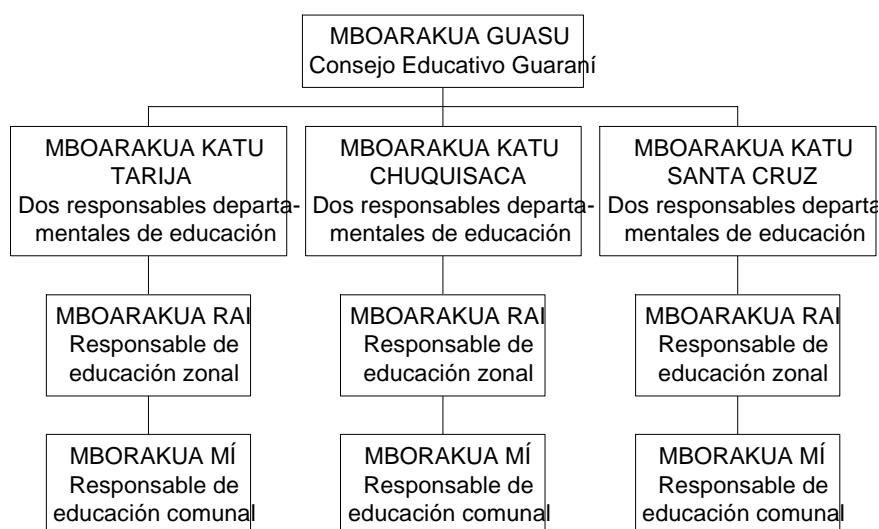 MBOARAKUA GUASU
Consejo Educativo Guaraní
MBOARAKUA KATU
TARIJA
Dos responsables departa-
mentales de educación
MBOARAKUA KATU
CHUQUISACA
Dos responsables departa-
mentales de educación
MBOARAKUA KATU
SANTA CRUZ
Dos responsables departa
mentales de educación
MBOARAKUA RAI
Responsable de
educación zonal
MBOARAKUA RAI
Responsable de
educación zonal
MBOARAKUA RAI
Responsable de
educación zonal
MBORAKUA MÍ
Responsable de
educación comunal
MBORAKUA MÍ
Responsable de
educación comunal
MBORAKUA MÍ
Responsable de
educación comunal